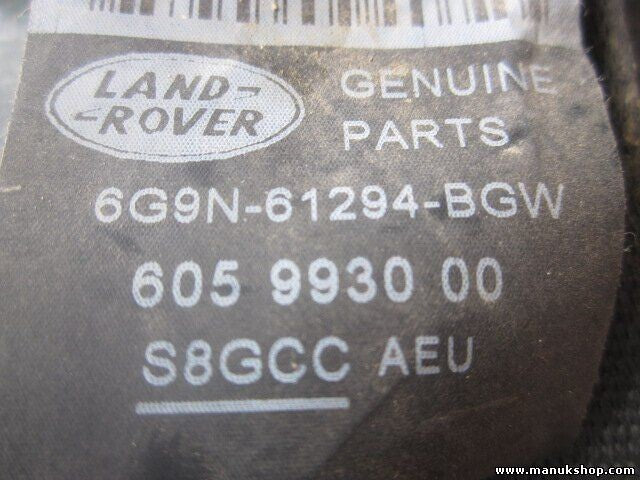 LAND-
-ROVER
GENUINE
PARTS
6G9N-61294-BGW
605 9930 00
S8GCC AEU
www.manukshop.com